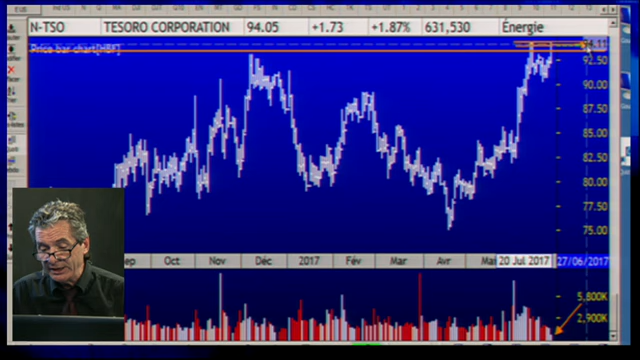 N-TSO TESORO CORPORATION 94.05 +1.73 +1.87% 631,530 Énergie
Price bar chart[HBF]
92.50
90.00
87.50
85.00
82.50
80.00
77.50
75.00
ep Oct Nov Déc 2017 Fév Mar Avr Mai 20 Jul 2017 27/06/2017
5,800K
2,900K